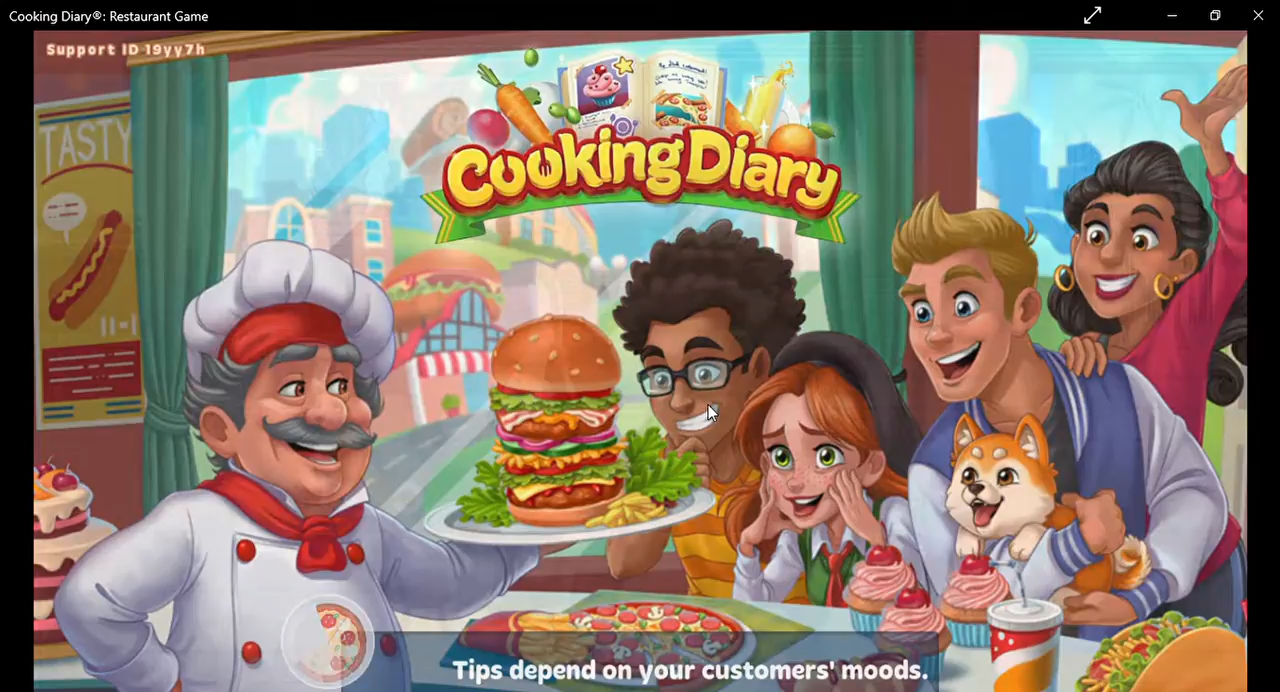 Cooking Diary®: Restaurant Game
Support ID 19yy7h
TASTY
Cooking Diary
Tips depend on your customers' moods.